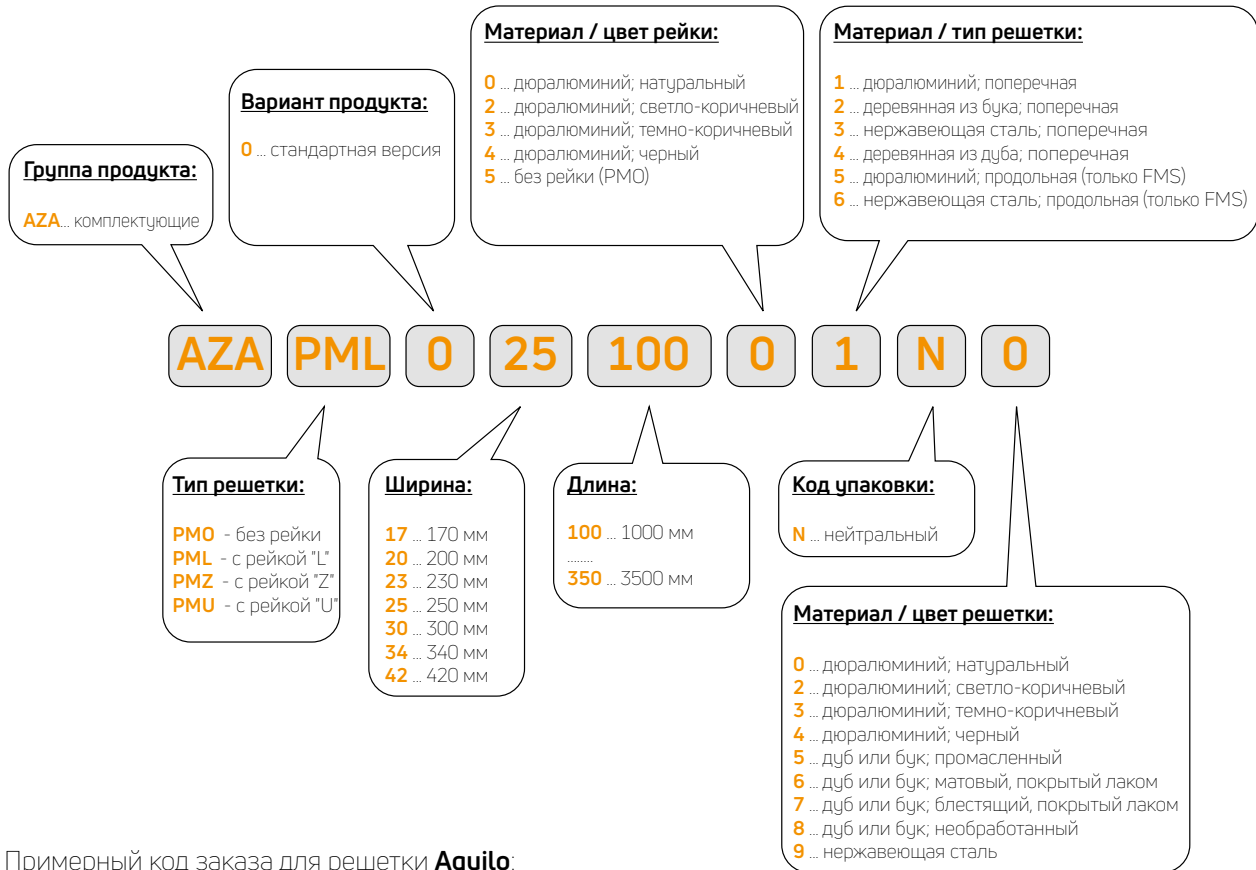 Группа продукта:
AZA... комплектующие
Вариант продукта:
0 ... стандартная версия
Материал / цвет рейки:
0 ... дюралюминий; натуральный
2 ... дюралюминий; светло-коричневый
3 ... дюралюминий; темно-коричневый
4 ... дюралюминий; черный
5 ... без рейки (PMO)
Материал / тип решетки:
1 ... дюралюминий; поперечная
2 ... деревянная из бука; поперечная
3 ... нержавеющая сталь; поперечная
4 ... деревянная из дуба; поперечная
5 ... дюралюминий; продольная (только FMS)
6 ... нержавеющая сталь; продольная (только FMS)
AZA PML 0 25 100 0 1 N 0
Тип решетки:
PMO - без рейки
PML - с рейкой "L"
PMZ - с рейкой "Z"
PMU - с рейкой "U"
Ширина:
17 ... 170 мм
20 ... 200 мм
23 ... 230 мм
25 ... 250 мм
30 ... 300 мм
34 ... 340 мм
42 ... 420 мм
Длина:
100 ... 1000 мм
........
350 ... 3500 мм
Код упаковки:
N ... нейтральный
Материал / цвет решетки:
0 ... дюралюминий; натуральный
2 ... дюралюминий; светло-коричневый
3 ... дюралюминий; темно-коричневый
4 ... дюралюминий; черный
5 ... дуб или бук; промасленный
6 ... дуб или бук; матовый, покрытый лаком
7 ... дуб или бук; блестящий, покрытый лаком
8 ... дуб или бук; необработанный
9 ... нержавеющая сталь
Примерный код заказа для решетки Aquilo: